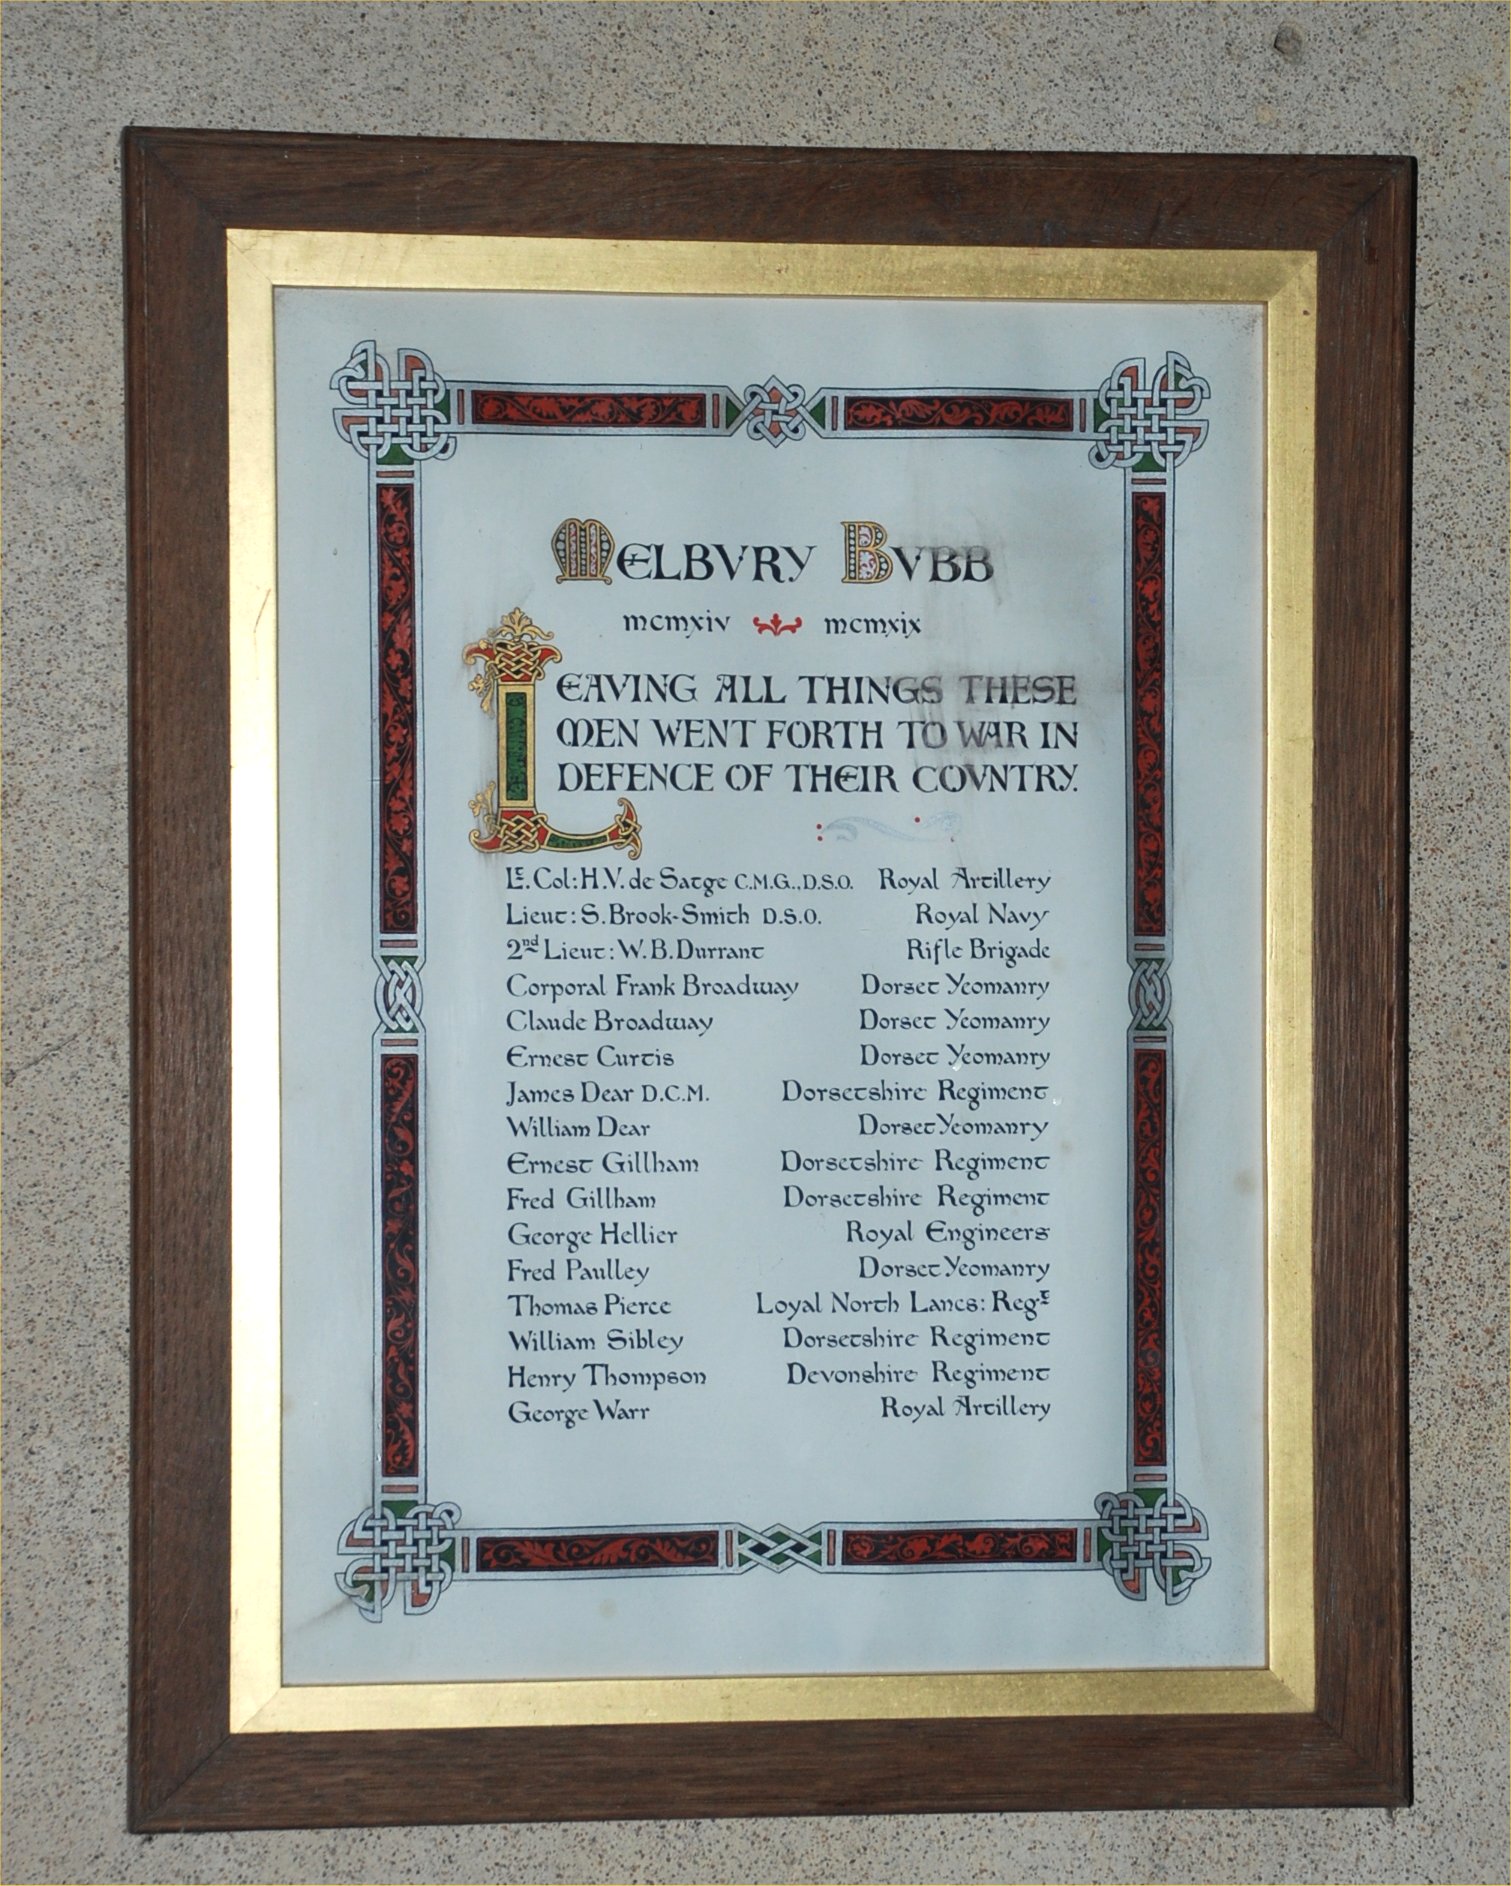 MELBVRY BVBB
mcmxiv mcmxix
LEAVING ALL THINGS THESE
MEN WENT FORTH TO WAR IN
DEFENCE OF THEIR COVNTRY.
Lt. Col: H.V. de Satge C.M.G., D.S.O. Royal Artillery
Lieut: S. Brook-Smith D.S.O. Royal Navy
2nd Lieut: W. B. Durrant Rifle Brigade
Corporal Frank Broadway Dorset Yeomanry
Claude Broadway Dorset Yeomanry
Ernest Curtis Dorset Yeomanry
James Dear D.C.M. Dorsetshire Regiment
William Dear Dorset Yeomanry
Ernest Gillham Dorsetshire Regiment
Fred Gillham Dorsetshire Regiment
George Hellier Royal Engineers
Fred Paulley Dorset Yeomanry
Thomas Pierce Loyal North Lancs: Regt
William Sibley Dorsetshire Regiment
Henry Thompson Devonshire Regiment
George Warr Royal Artillery